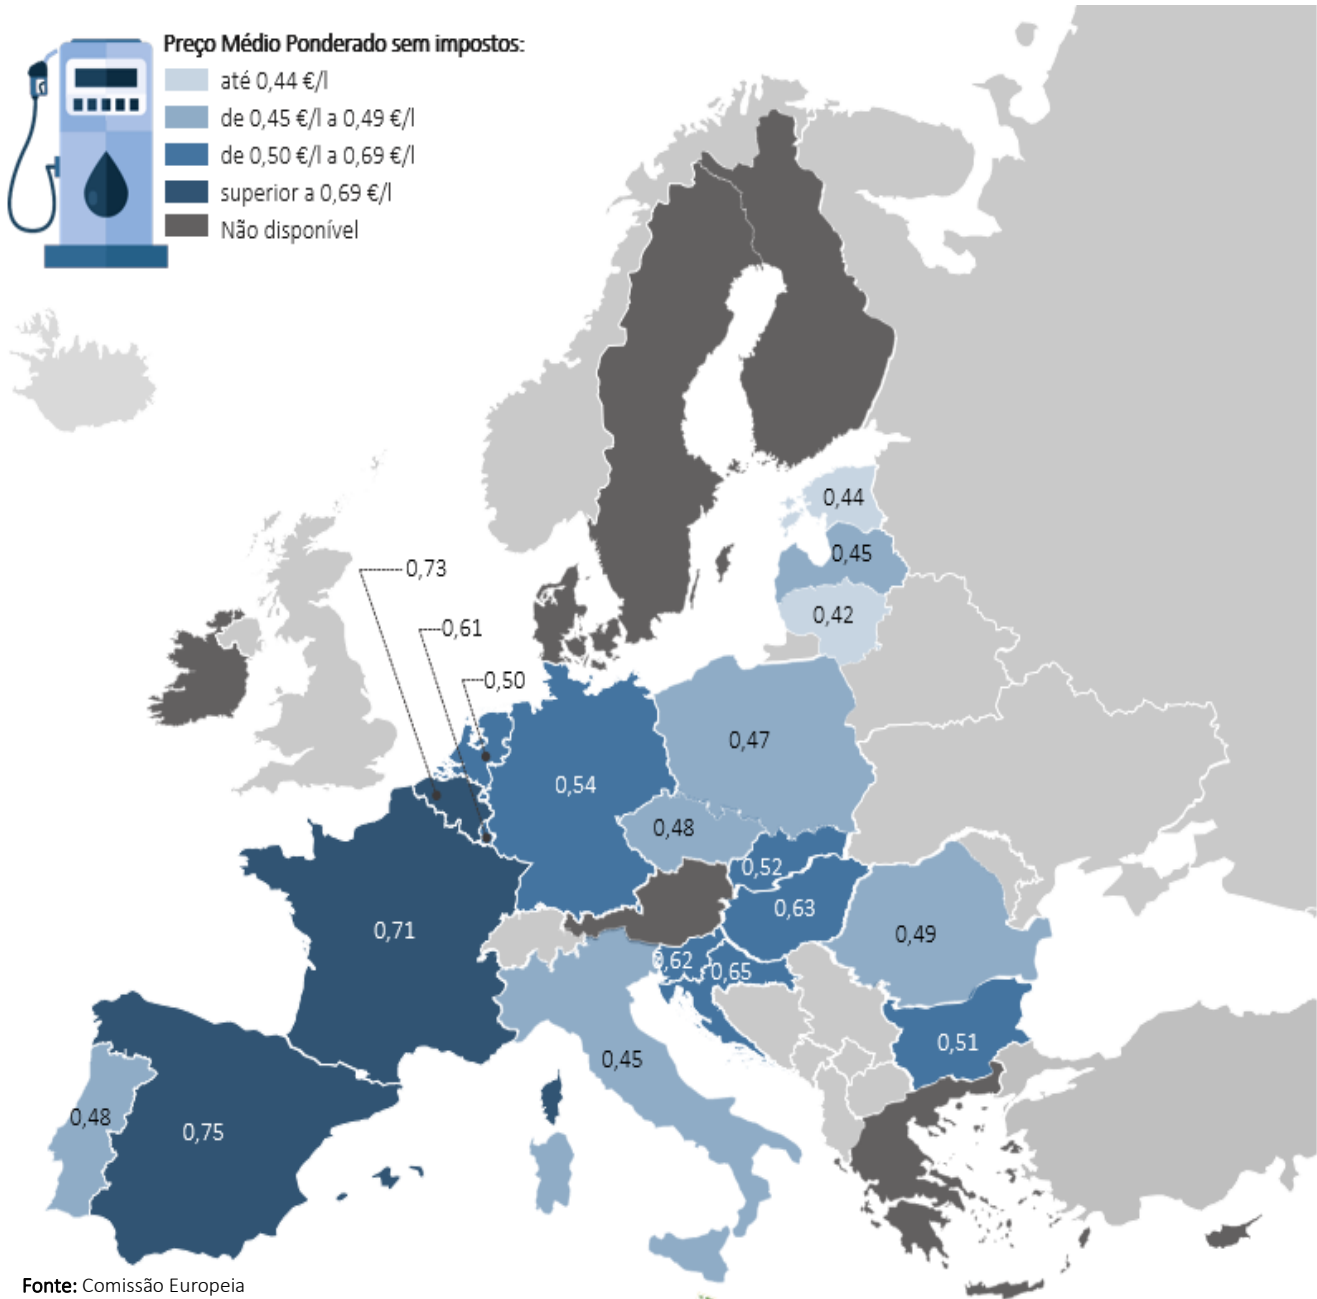 Preço Médio Ponderado sem impostos:
até 0,44 €/l
de 0,45 €/l a 0,49 €/l
de 0,50 €/l a 0,69 €/l
superior a 0,69 €/l
Não disponível
0,44
0,45
0,73
0,42
0,61
0,50
0,47
0,54
0,48
0,52
0,63
0,71
0,49
0,62
0,65
0,51
0,45
0,48
0,75
Fonte: Comissão Europeia